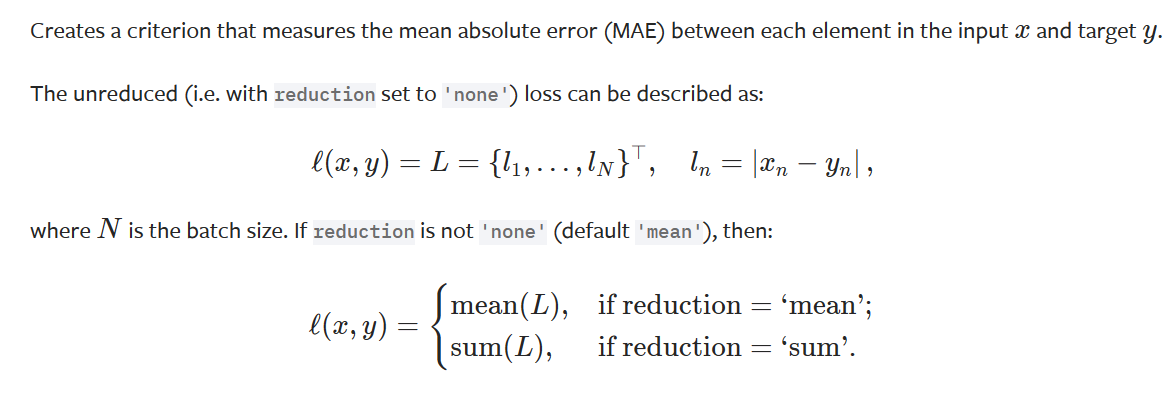 Creates a criterion that measures the mean absolute error (MAE) between each element in the input x and target y.
The unreduced (i.e. with reduction set to 'none') loss can be described as:
ℓ(x, y) = L = {l₁, . . . , l_N}^⊤, l_n = |x_n − y_n| ,
where N is the batch size. If reduction is not 'none' (default 'mean'), then:
ℓ(x, y) = { mean(L), if reduction = ‘mean’;
sum(L), if reduction = ‘sum’.